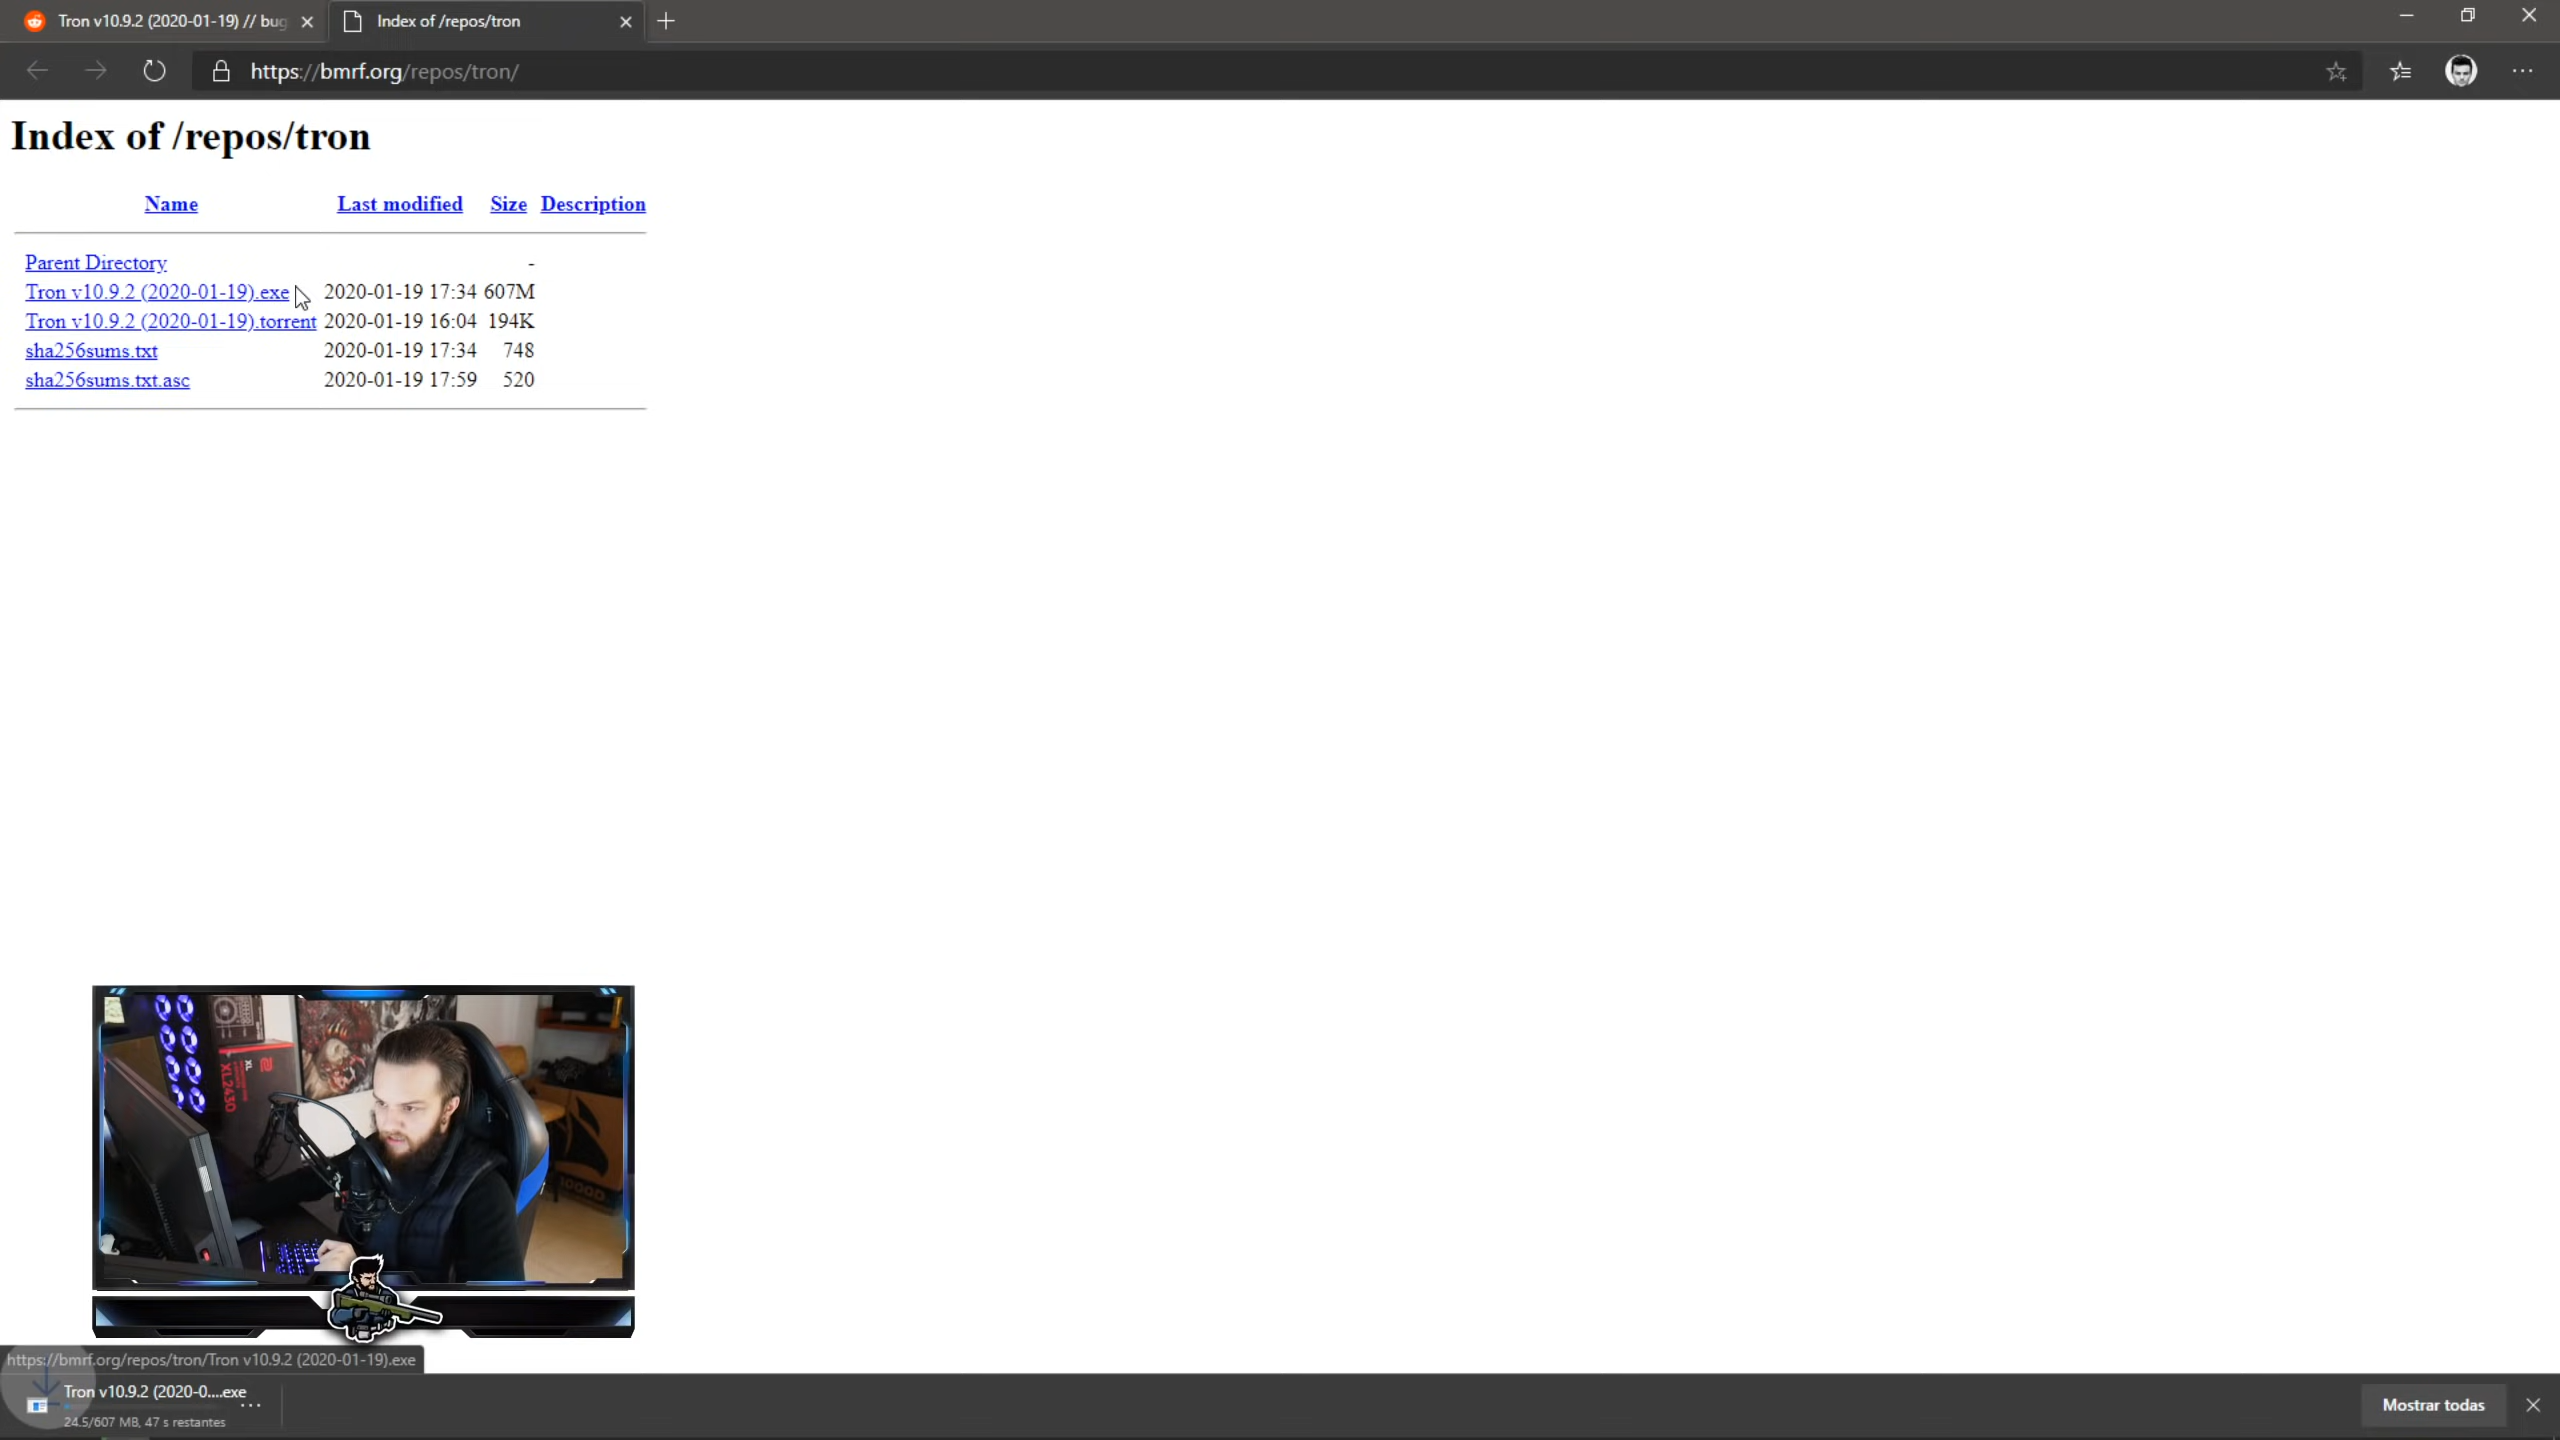 Tron v10.9.2 (2020-01-19) // bug
Index of /repos/tron
https://bmrf.org/repos/tron/
Index of /repos/tron
Name Last modified Size Description
Parent Directory -
Tron v10.9.2 (2020-01-19).exe 2020-01-19 17:34 607M
Tron v10.9.2 (2020-01-19).torrent 2020-01-19 16:04 194K
sha256sums.txt 2020-01-19 17:34 748
sha256sums.txt.asc 2020-01-19 17:59 520
XL2430
1000D
https://bmrf.org/repos/tron/Tron v10.9.2 (2020-01-19).exe
Tron v10.9.2 (2020-0....exe
24.5/607 MB, 47 s restantes
Mostrar todas